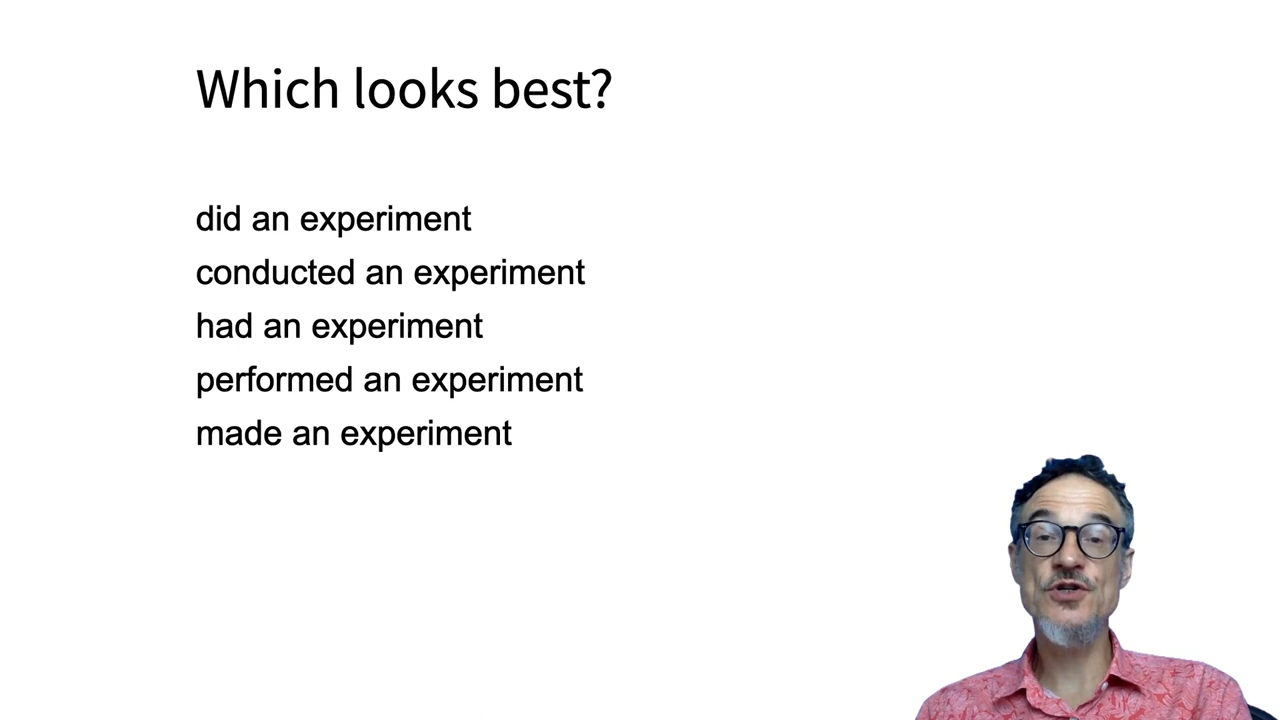 Which looks best?
did an experiment
conducted an experiment
had an experiment
performed an experiment
made an experiment